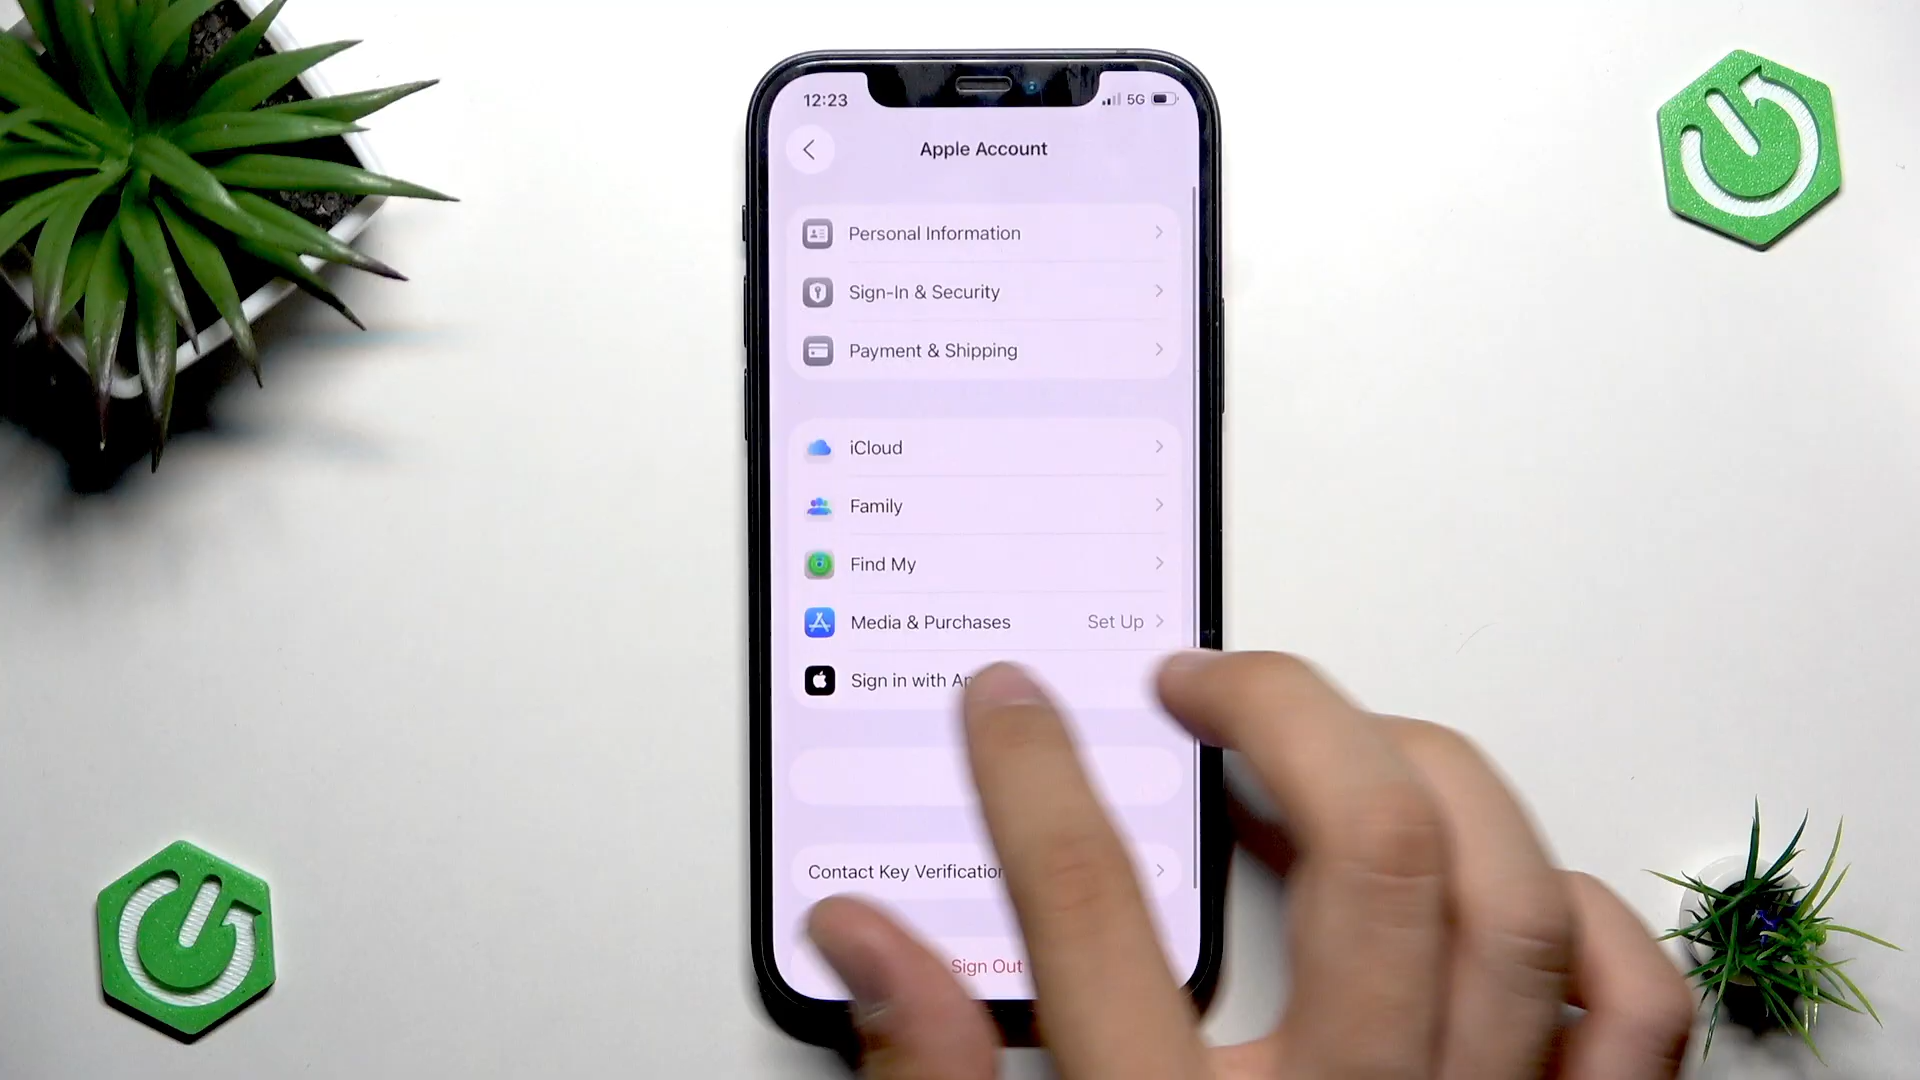 12:23
5G
Apple Account
Personal Information
Sign-In & Security
Payment & Shipping
iCloud
Family
Find My
Media & Purchases
Set Up
Sign in with
Contact Key Verification
Sign Out